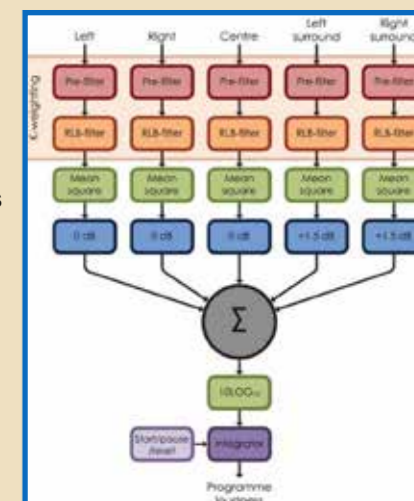 Left Right Centre Left surround Right surround
K-weighting
Pre-filter Pre-filter Pre-filter Pre-filter Pre-filter
RLB-filter RLB-filter RLB-filter RLB-filter RLB-filter
Mean square Mean square Mean square Mean square Mean square
0 dB 0 dB 0 dB +1.5 dB +1.5 dB
s
Σ
10LOG₁₀
Start/pause /reset Integrator
Programme
loudness